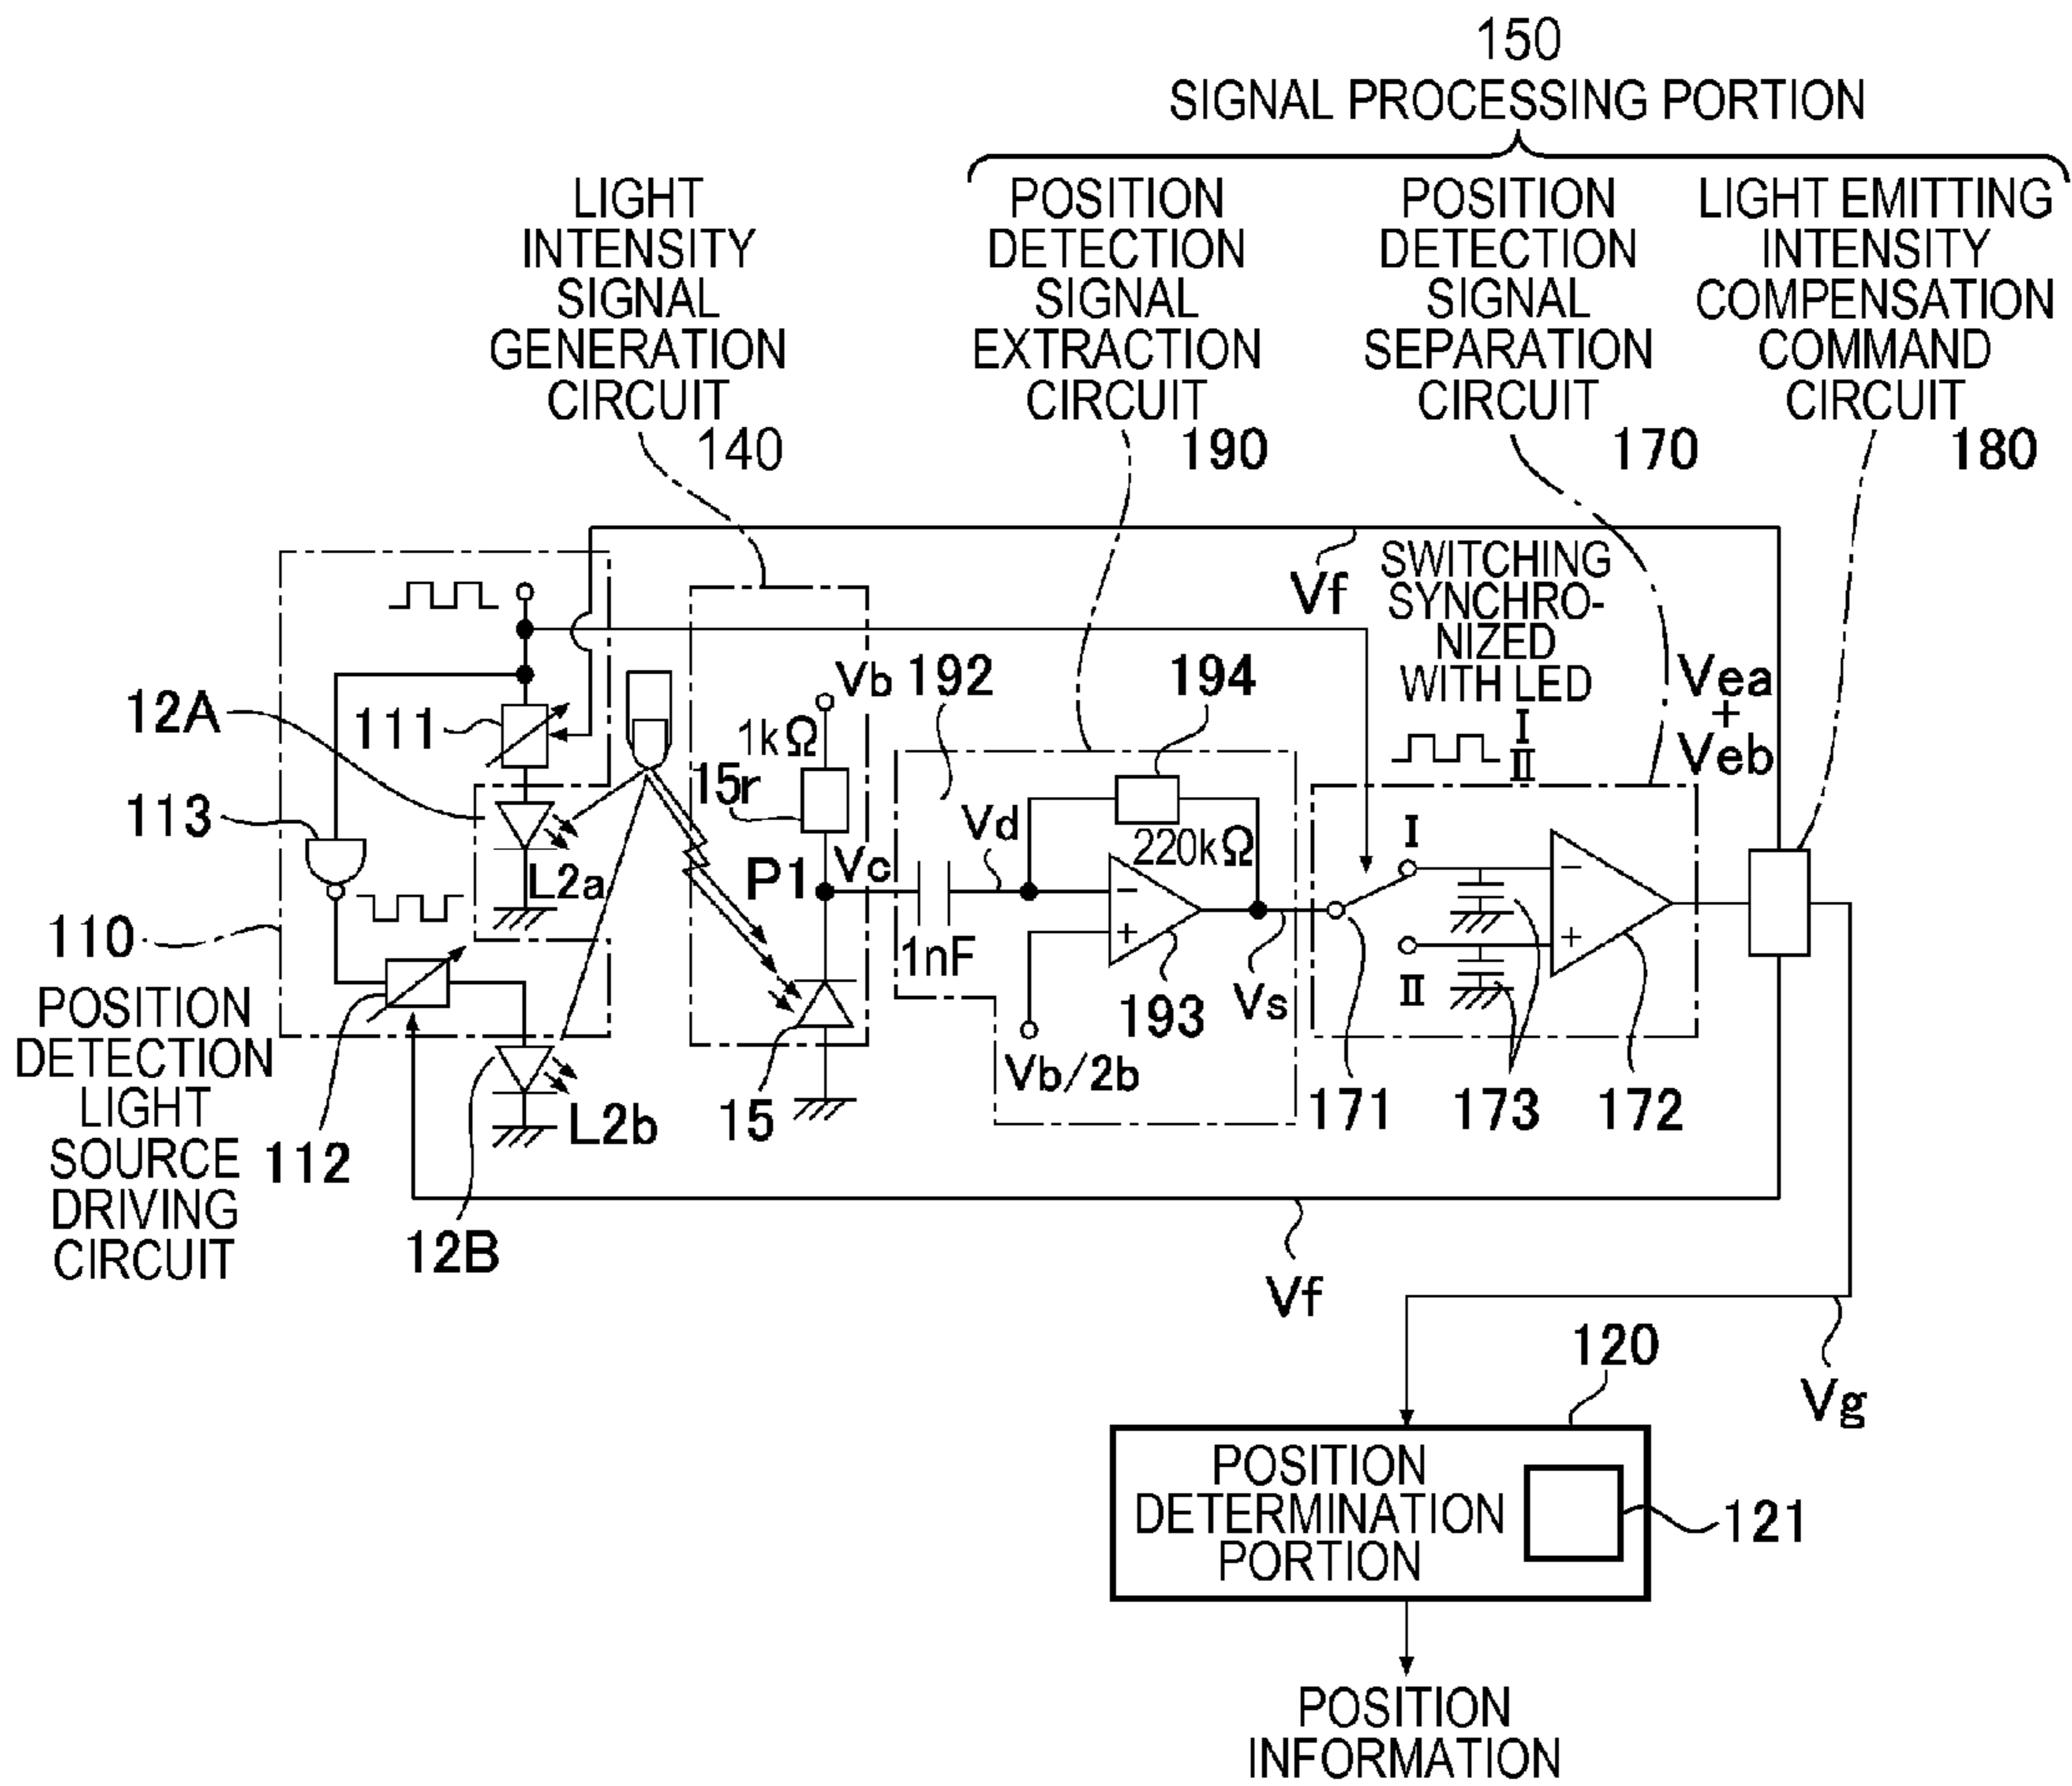 150
SIGNAL PROCESSING PORTION
LIGHT
INTENSITY
SIGNAL
GENERATION
CIRCUIT
140
POSITION
DETECTION
SIGNAL
EXTRACTION
CIRCUIT
190
POSITION
DETECTION
SIGNAL
SEPARATION
CIRCUIT
170
LIGHT EMITTING
INTENSITY
COMPENSATION
COMMAND
CIRCUIT
180
Vf
SWITCHING
SYNCHRO-
NIZED
WITH LED
I
II
Vea
+
Veb
12A
111
113
110
POSITION
DETECTION
LIGHT
SOURCE
DRIVING
CIRCUIT
112
12B
L2a
L2b
Vb
1kΩ
15r
P1
Vc
15
192
Vd
1nF
194
220kΩ
−
+
193
Vb/2b
Vs
I
II
−
+
171
173
172
Vf
Vg
120
POSITION
DETERMINATION
PORTION
121
POSITION
INFORMATION